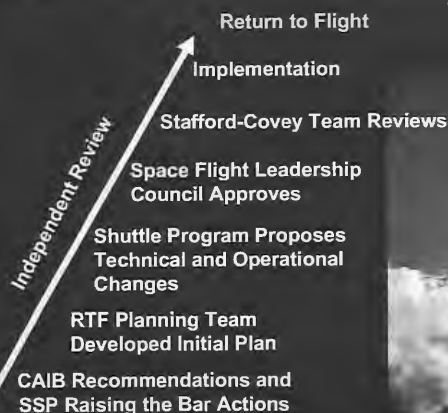 Return to Flight
Implementation
Stafford-Covey Team Reviews
Space Flight Leadership
Council Approves
Shuttle Program Proposes
Technical and Operational
Changes
RTF Planning Team
Developed Initial Plan
CAIB Recommendations and
SSP Raising the Bar Actions
Independent Review